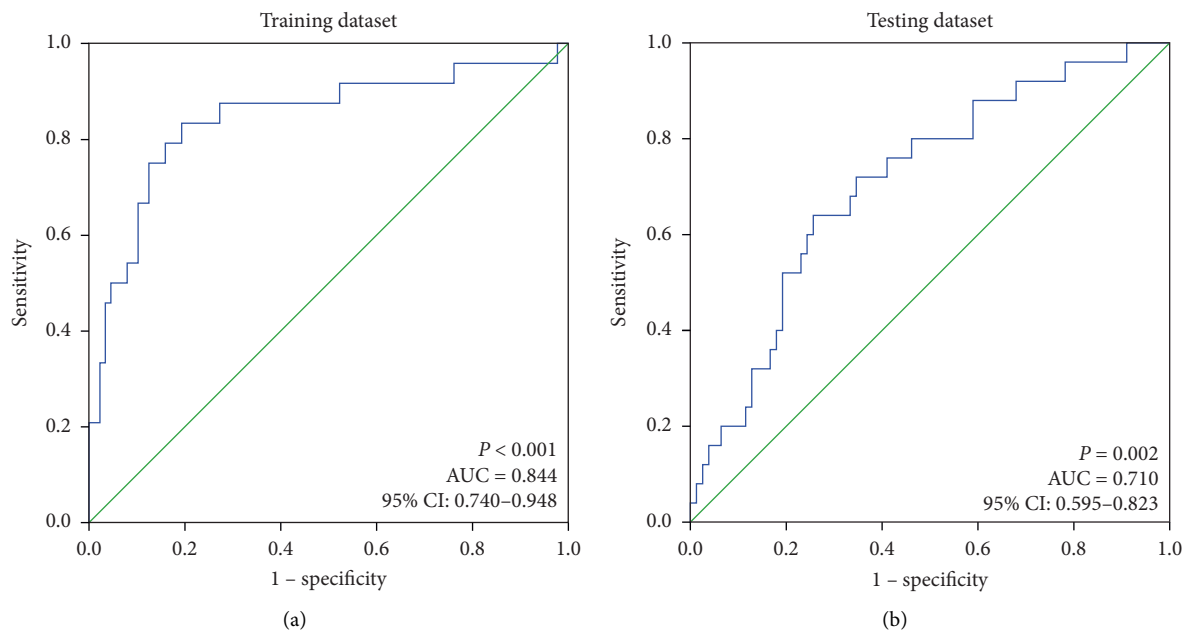 Training dataset
1.0
0.8
0.6
0.4
0.2
0.0
Sensitivity
P < 0.001
AUC = 0.844
95% CI: 0.740–0.948
0.0 0.2 0.4 0.6 0.8 1.0
1 – specificity
(a)
Testing dataset
1.0
0.8
0.6
0.4
0.2
0.0
Sensitivity
P = 0.002
AUC = 0.710
95% CI: 0.595–0.823
0.0 0.2 0.4 0.6 0.8 1.0
1 – specificity
(b)